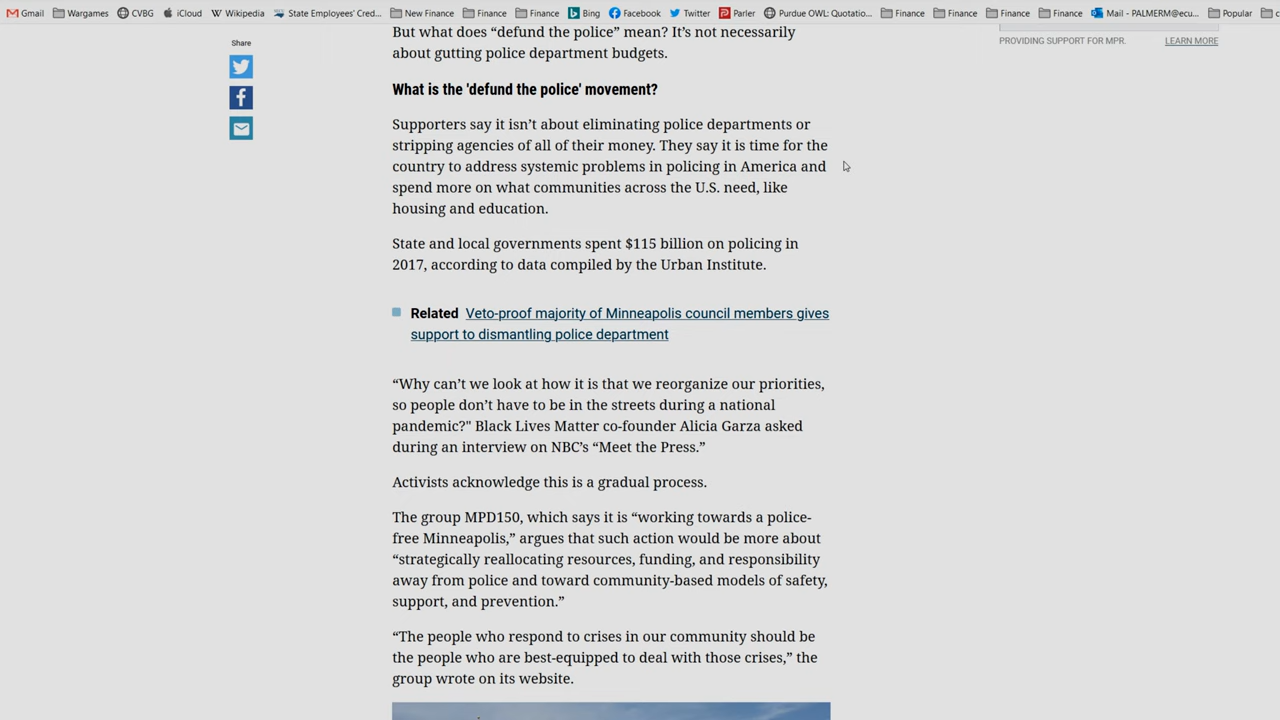 Gmail Wargames CVBG iCloud Wikipedia State Employees' Cred... New Finance Finance Finance Bing Facebook Twitter Parler Purdue OWL: Quotatio... Finance Finance Finance Finance Mail - PALMERM@ecu... Popular
But what does “defund the police” mean? It’s not necessarily
about gutting police department budgets.
Share
PROVIDING SUPPORT FOR MPR. LEARN MORE
What is the 'defund the police' movement?
Supporters say it isn’t about eliminating police departments or
stripping agencies of all of their money. They say it is time for the
country to address systemic problems in policing in America and
spend more on what communities across the U.S. need, like
housing and education.
State and local governments spent $115 billion on policing in
2017, according to data compiled by the Urban Institute.
Related Veto-proof majority of Minneapolis council members gives
support to dismantling police department
“Why can’t we look at how it is that we reorganize our priorities,
so people don’t have to be in the streets during a national
pandemic?" Black Lives Matter co-founder Alicia Garza asked
during an interview on NBC’s “Meet the Press.”
Activists acknowledge this is a gradual process.
The group MPD150, which says it is “working towards a police-
free Minneapolis,” argues that such action would be more about
“strategically reallocating resources, funding, and responsibility
away from police and toward community-based models of safety,
support, and prevention.”
“The people who respond to crises in our community should be
the people who are best-equipped to deal with those crises,” the
group wrote on its website.